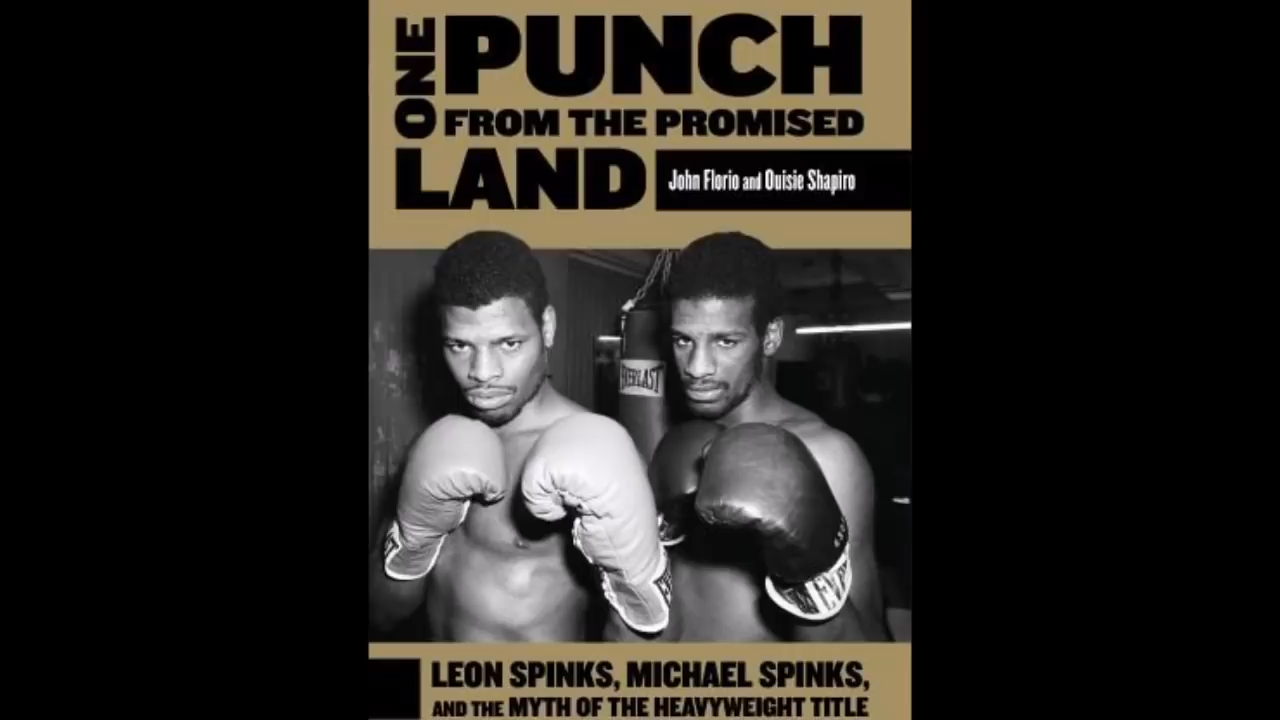 ONE PUNCH
FROM THE PROMISED
LAND
John Florio and Ouisie Shapiro
EVERLAST
LEON SPINKS, MICHAEL SPINKS,
AND THE MYTH OF THE HEAVYWEIGHT TITLE